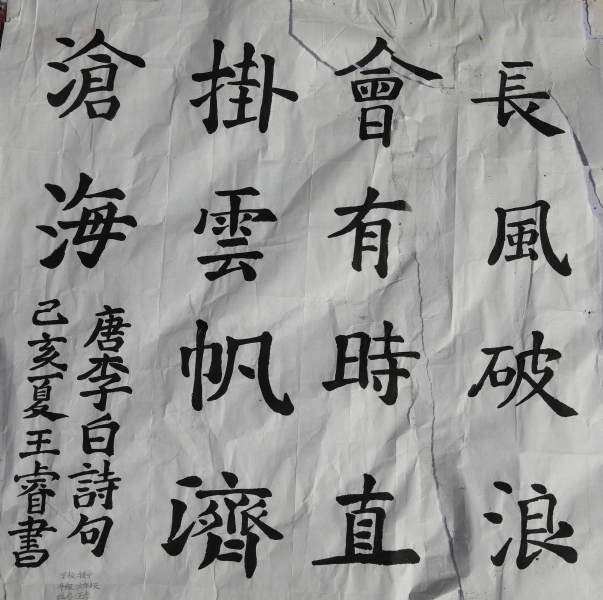 長風破浪
會有時直
掛雲帆濟
滄海
唐李白詩句
己亥夏王睿書